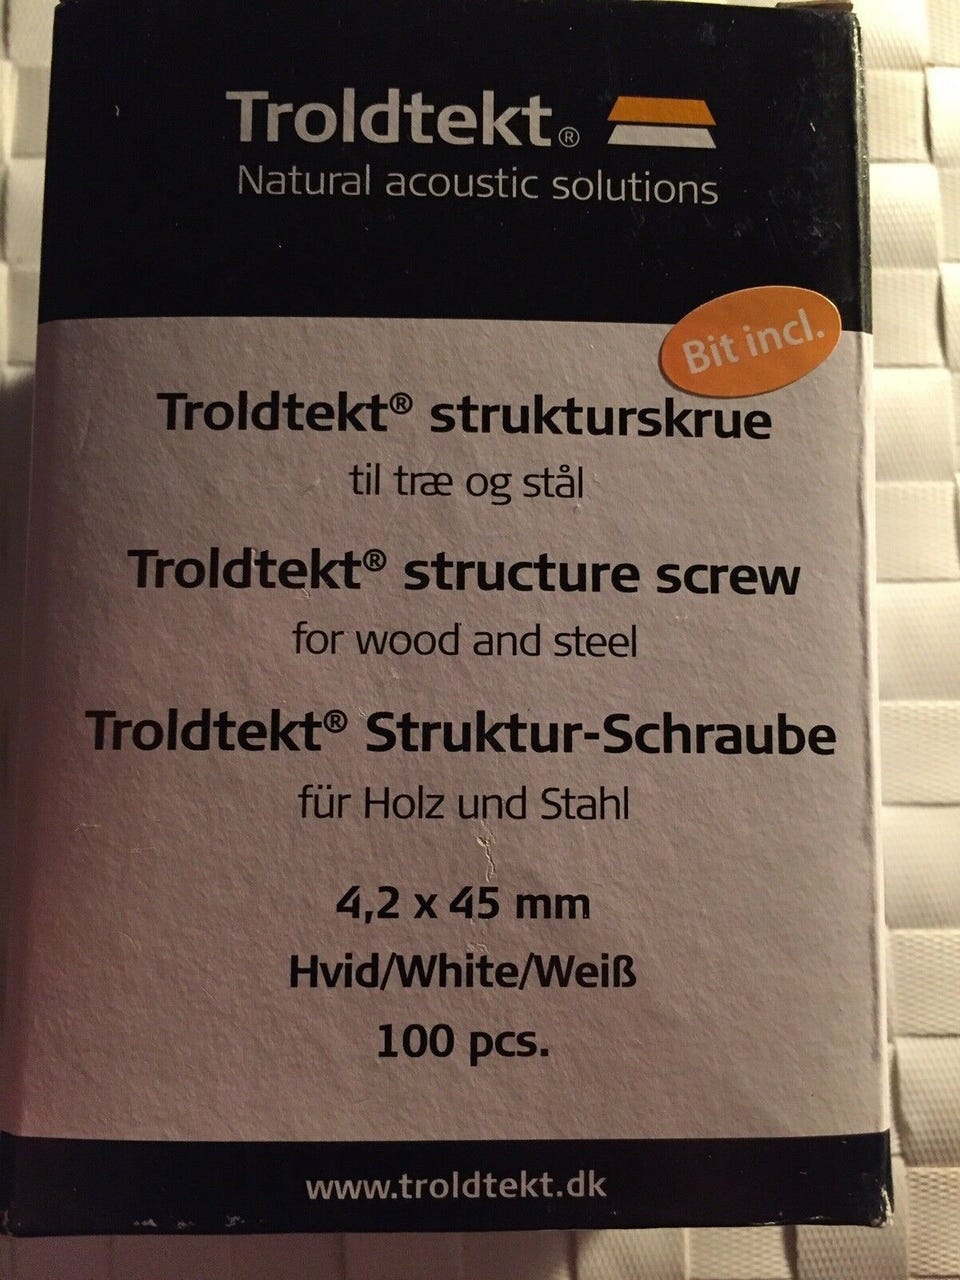 Troldtekt®
Natural acoustic solutions
Bit incl.
Troldtekt® strukturskrue
til træ og stål
Troldtekt® structure screw
for wood and steel
Troldtekt® Struktur-Schraube
für Holz und Stahl
4,2 x 45 mm
Hvid/White/Weiß
100 pcs.
www.troldtekt.dk